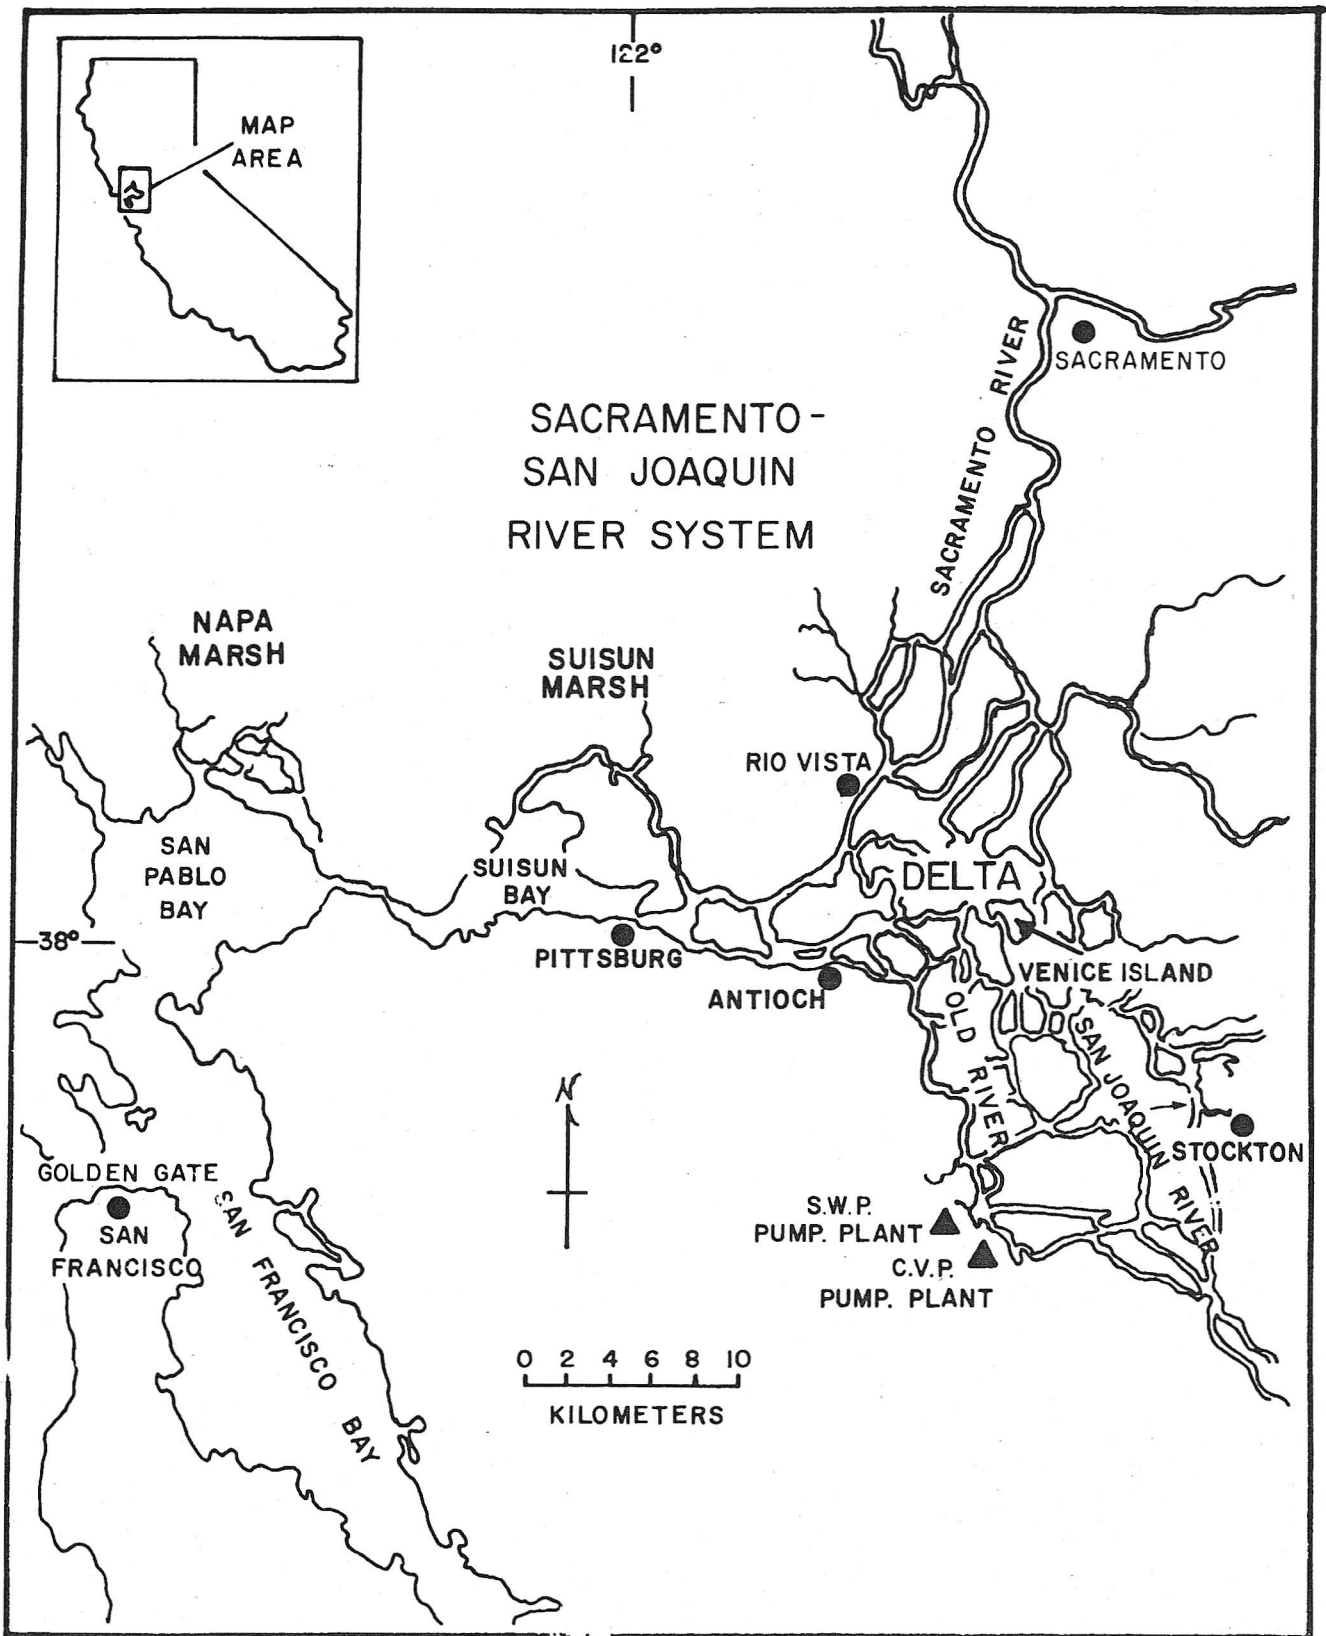 122°
MAP
AREA
SACRAMENTO
SACRAMENTO RIVER
SACRAMENTO-
SAN JOAQUIN
RIVER SYSTEM
NAPA
MARSH
SUISUN
MARSH
RIO VISTA
SAN
PABLO
BAY
SUISUN
BAY
DELTA
38°
PITTSBURG
VENICE ISLAND
ANTIOCH
OLD RIVER
SAN JOAQUIN RIVER
N
STOCKTON
GOLDEN GATE
SAN
FRANCISCO
SAN FRANCISCO BAY
S.W.P.
PUMP. PLANT
C.V.P.
PUMP. PLANT
0 2 4 6 8 10
KILOMETERS